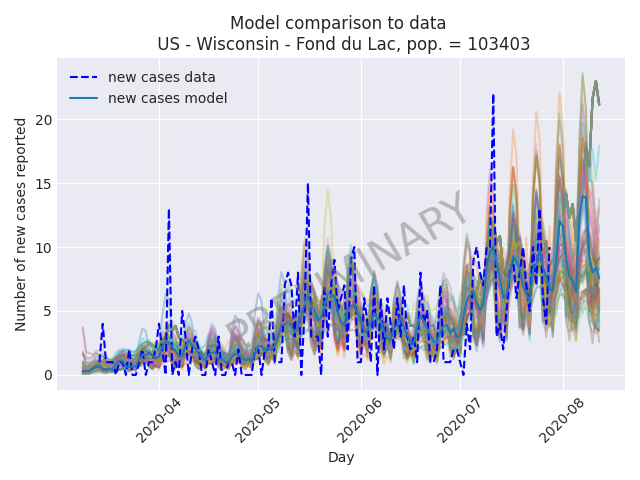 Model comparison to data
US - Wisconsin - Fond du Lac, pop. = 103403
new cases data
new cases model
PRELIMINARY
Number of new cases reported
20
15
10
5
0
2020-04
2020-05
2020-06
2020-07
2020-08
Day